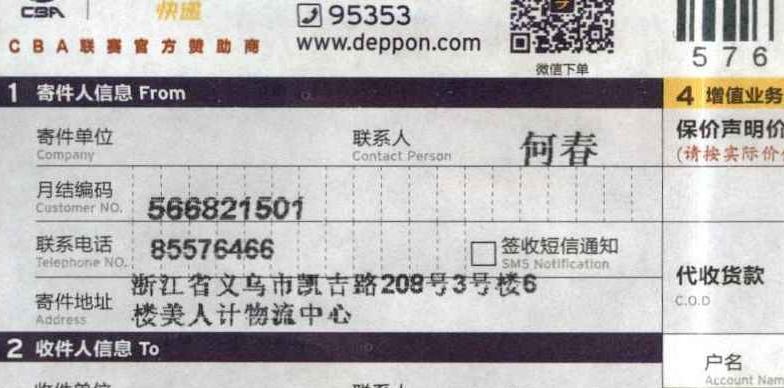 CBA
快递
95353
CBA联赛官方赞助商
www.deppon.com
微信下单
576
1 寄件人信息 From
4 增值业务
寄件单位
Company
联系人
Contact Person
何春
保价声明价
(请按实际价
月结编码
Customer NO.
566821501
联系电话
Telephone NO.
85576466
签收短信通知
SMS Notification
代收货款
C.O.D
寄件地址
Address
浙江省义乌市凯吉路208号3号楼6
楼美人计物流中心
2 收件人信息 To
户名
Account Nam